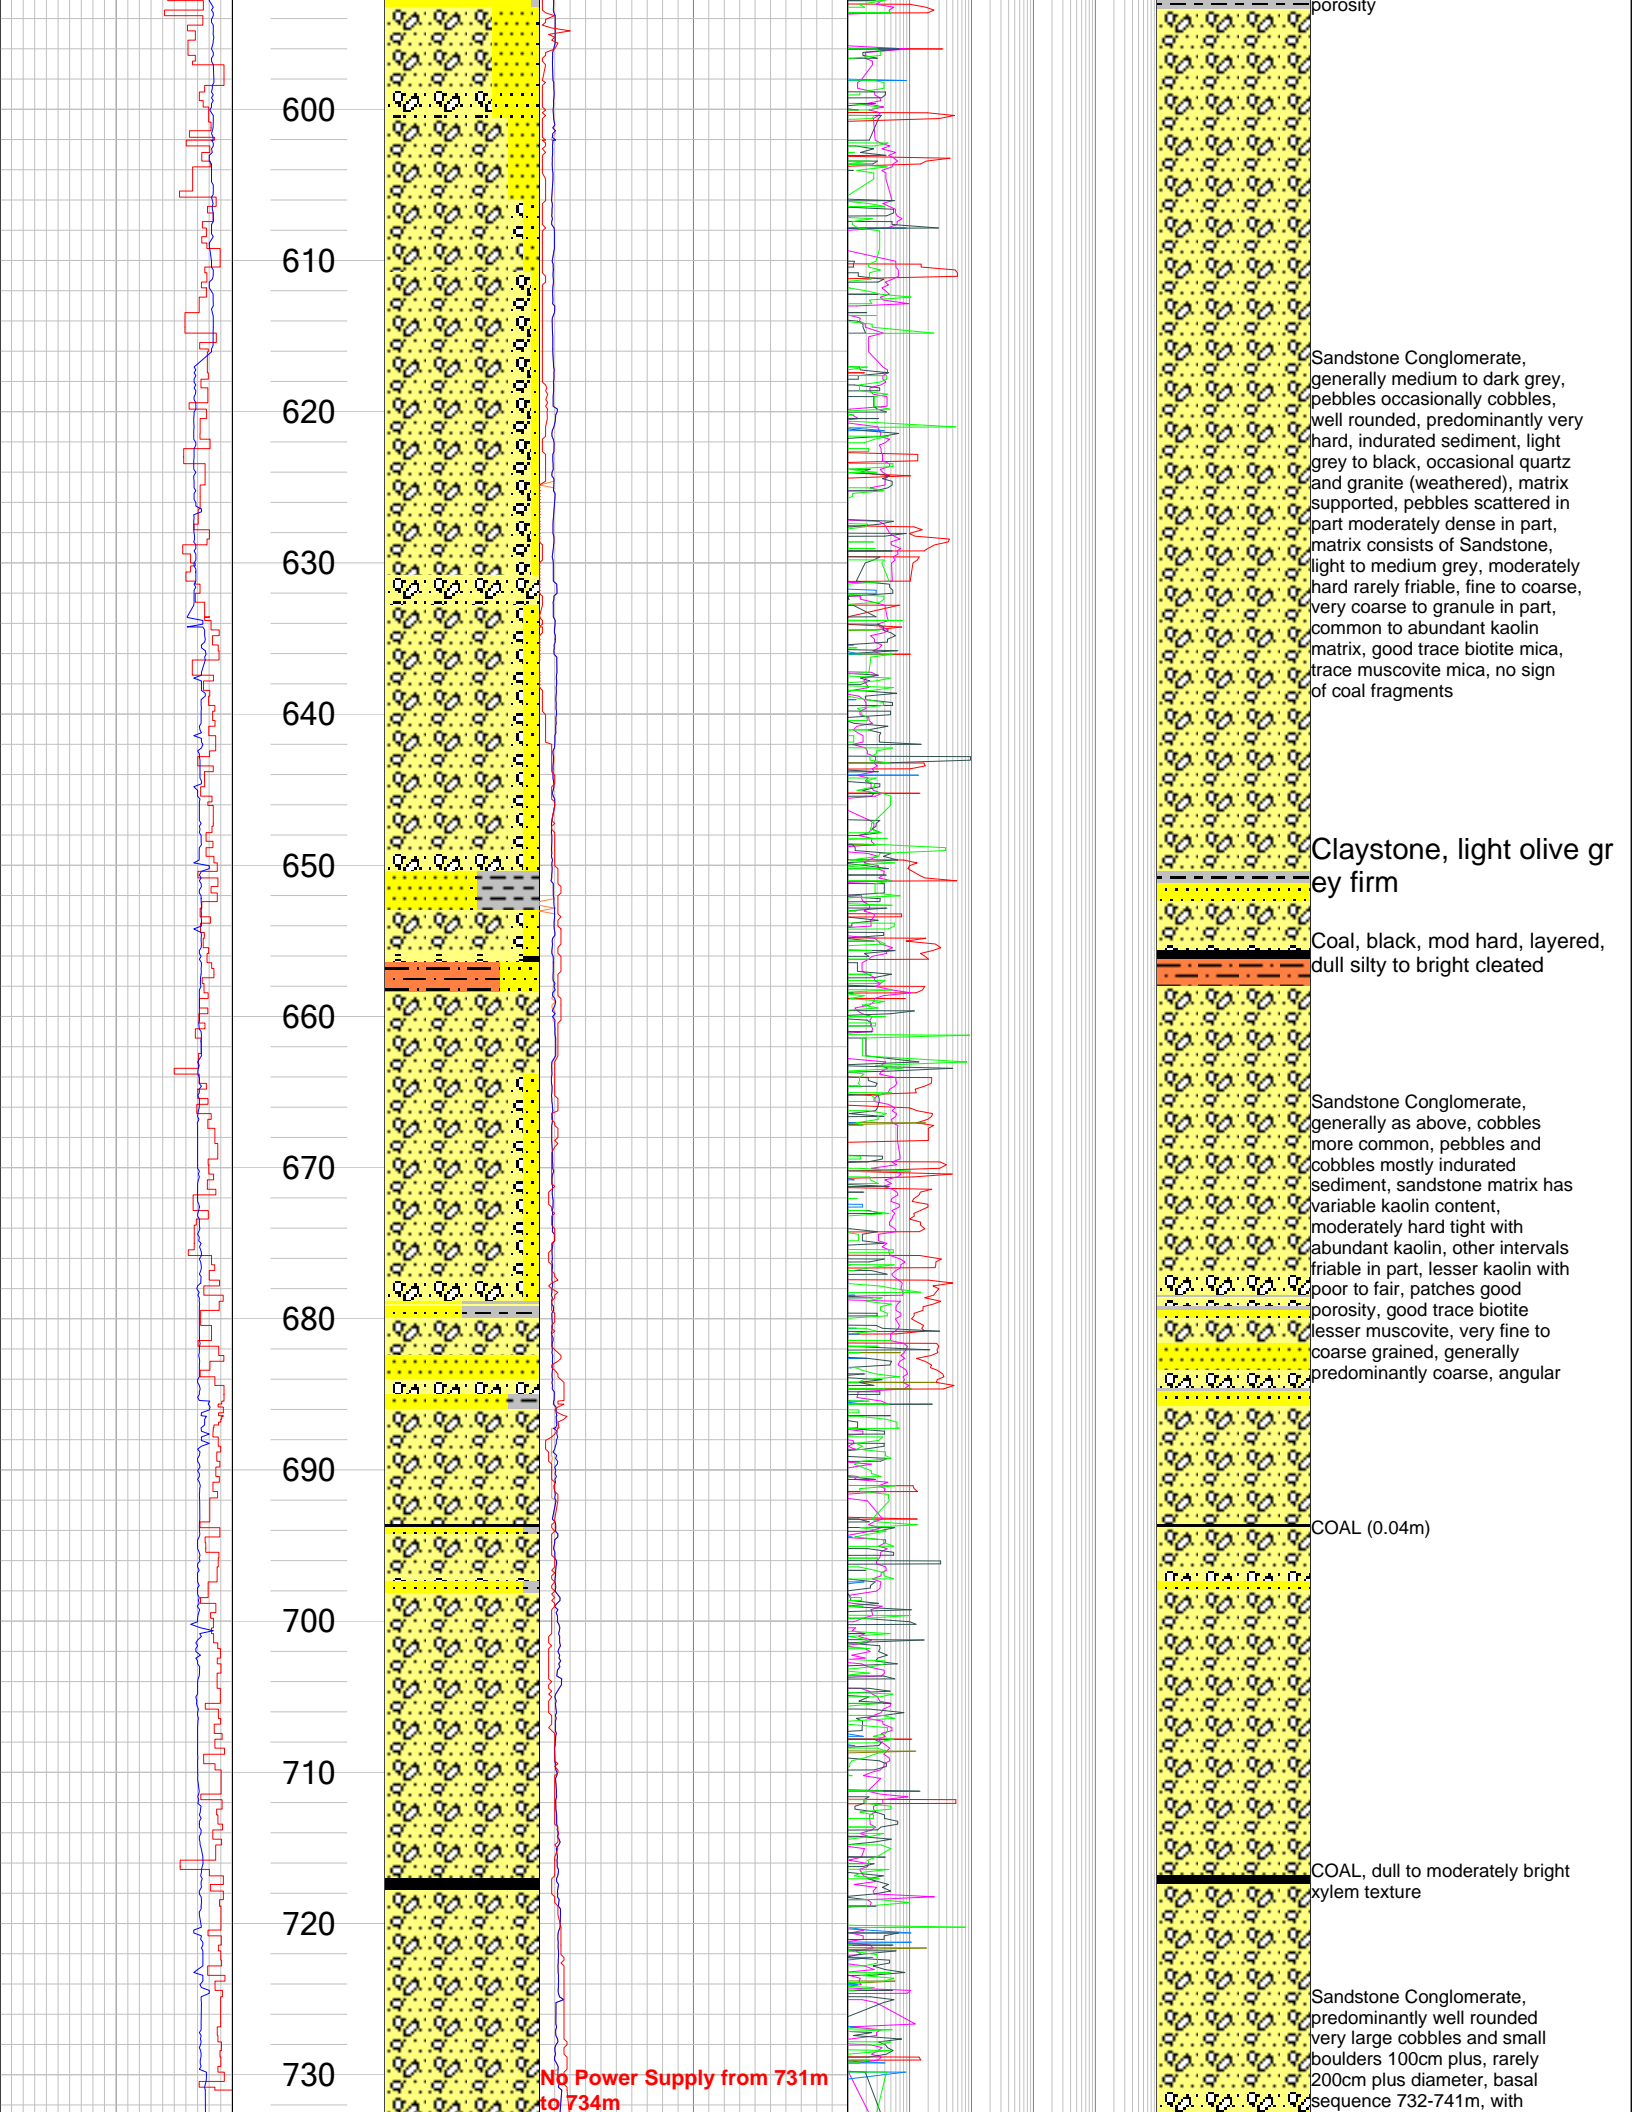 porosity
600
610
Sandstone Conglomerate,
generally medium to dark grey,
pebbles occasionally cobbles,
well rounded, predominantly very
hard, indurated sediment, light
grey to black, occasional quartz
and granite (weathered), matrix
supported, pebbles scattered in
part moderately dense in part,
matrix consists of Sandstone,
light to medium grey, moderately
hard rarely friable, fine to coarse,
very coarse to granule in part,
common to abundant kaolin
matrix, good trace biotite mica,
trace muscovite mica, no sign
of coal fragments
620
630
640
650
Claystone, light olive gr
ey firm
Coal, black, mod hard, layered,
dull silty to bright cleated
660
Sandstone Conglomerate,
generally as above, cobbles
more common, pebbles and
cobbles mostly indurated
sediment, sandstone matrix has
variable kaolin content,
moderately hard tight with
abundant kaolin, other intervals
friable in part, lesser kaolin with
poor to fair, patches good
porosity, good trace biotite
lesser muscovite, very fine to
coarse grained, generally
predominantly coarse, angular
670
680
690
COAL (0.04m)
700
710
COAL, dull to moderately bright
xylem texture
720
Sandstone Conglomerate,
predominantly well rounded
very large cobbles and small
boulders 100cm plus, rarely
200cm plus diameter, basal
sequence 732-741m, with
730
No Power Supply from 731m
to 734m